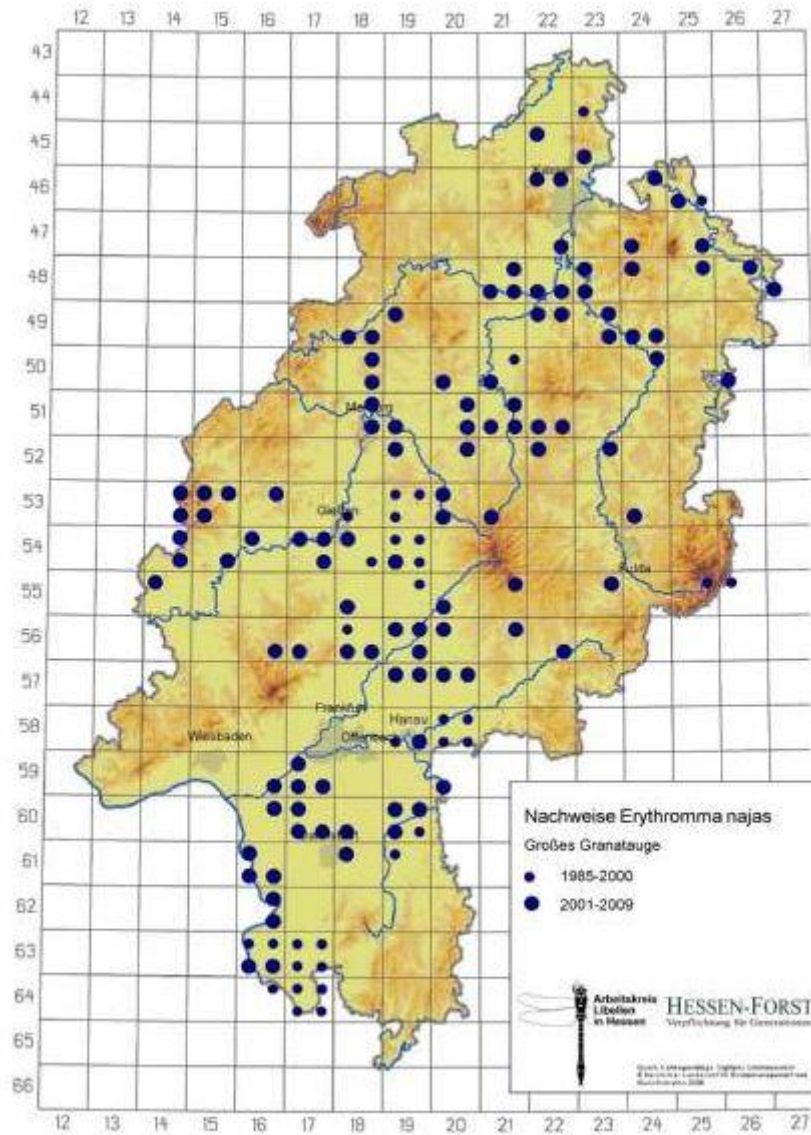 12 13 14 15 16 17 18 19 20 21 22 23 24 25 26 27
43
44
45
46
47
48
49
50
51
52
53
Gießen
54
Fulda
55
56
57
Frankfurt
58
Hanau
Wiesbaden
Offenbach
59
60
Nachweise Erythromma najas
Großes Granatauge
61
1985-2000
2001-2009
62
63
64
Arbeitskreis
Libellen
in Hessen
HESSEN-FORST
Verpflichtung für Generationen
65
66
12 13 14 15 16 17 18 19 20 21 22 23 24 25 26 27